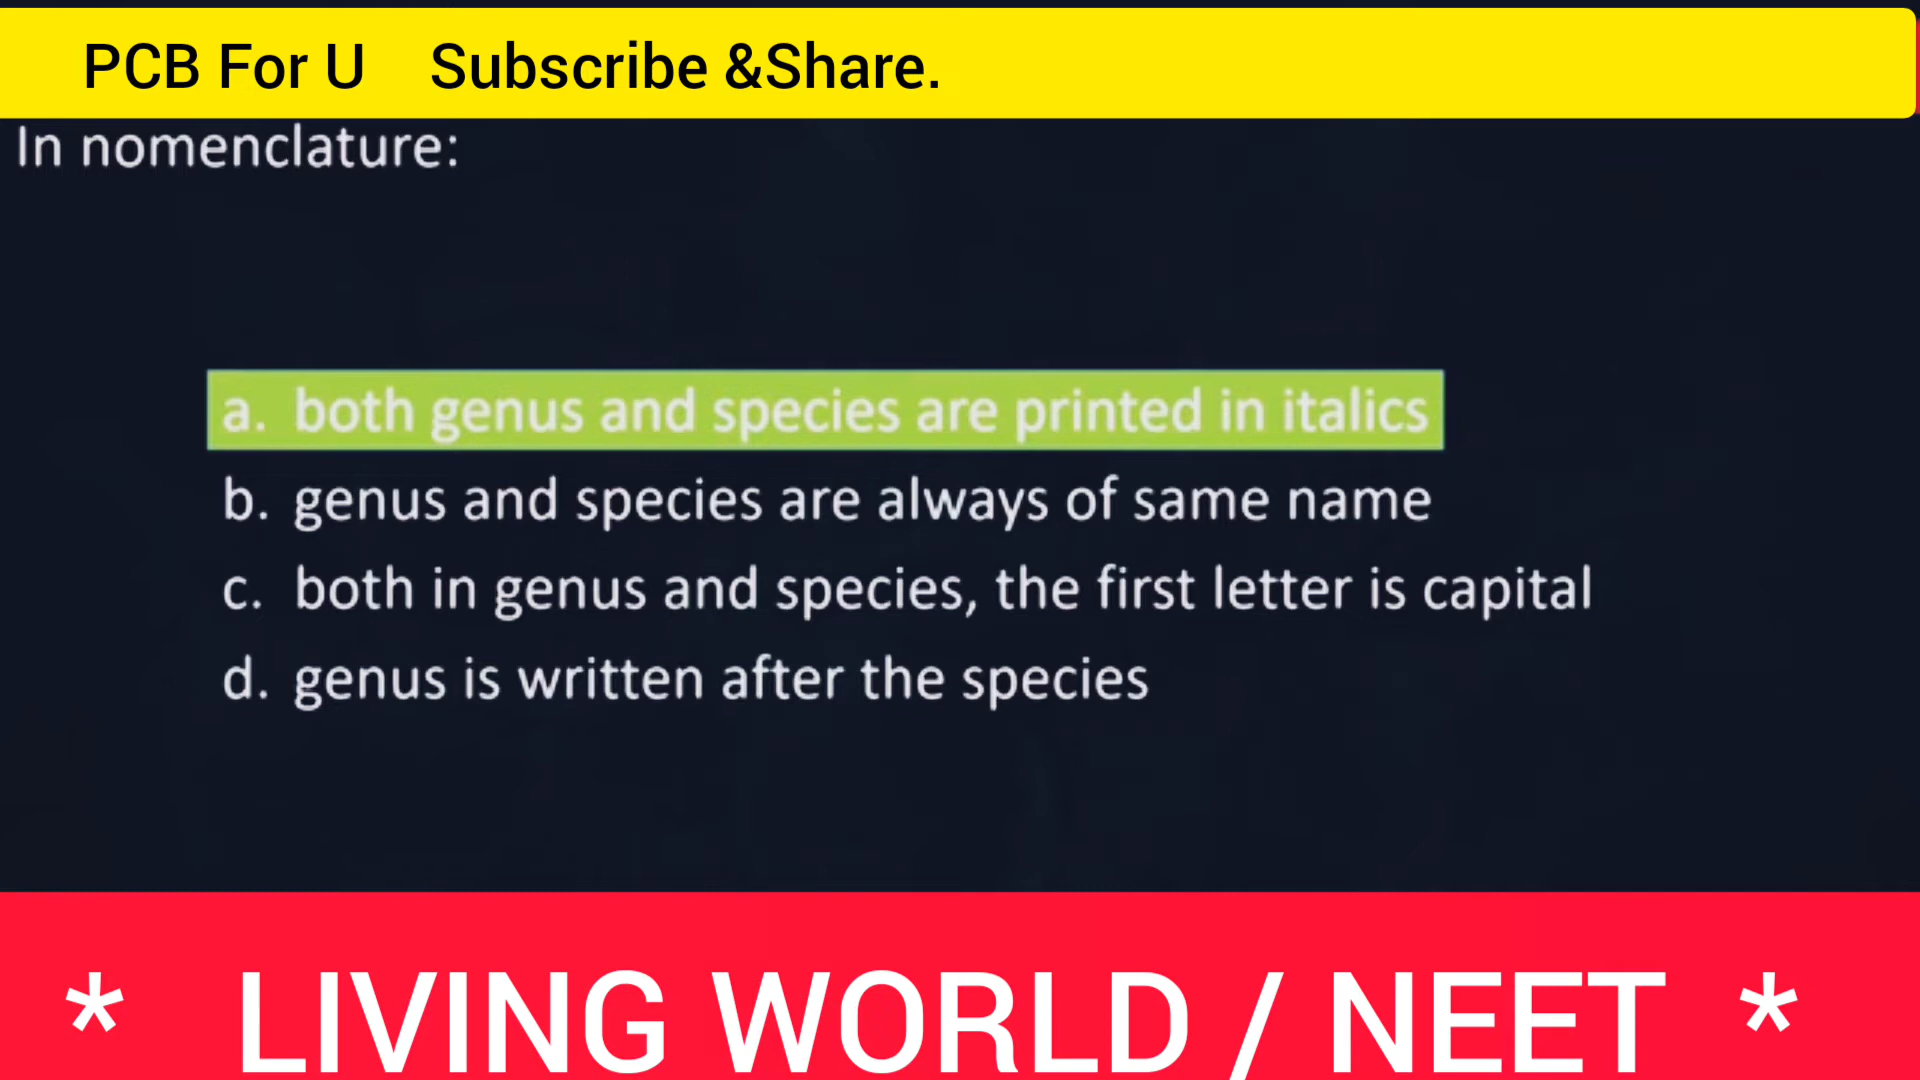 PCB For U Subscribe &Share.
In nomenclature:
a. both genus and species are printed in italics
b. genus and species are always of same name
c. both in genus and species, the first letter is capital
d. genus is written after the species
* LIVING WORLD / NEET *